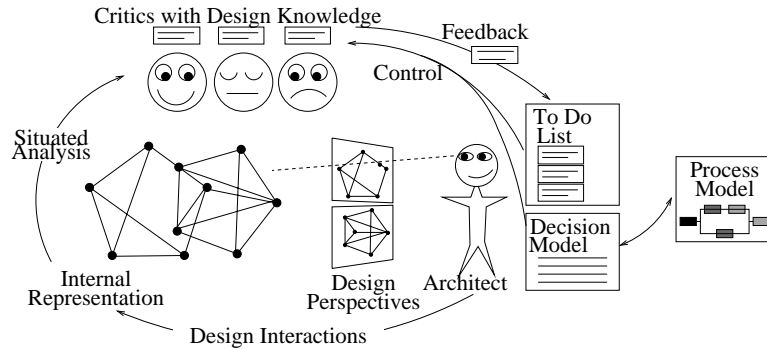 Critics with Design Knowledge
Feedback
Control
To Do
List
Situated
Analysis
Process
Model
Decision
Model
Internal
Representation
Design
Perspectives
Architect
Design Interactions